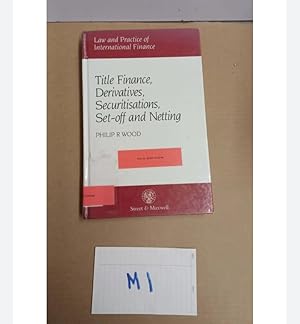 Law and Practice of
International Finance
Title Finance,
Derivatives,
Securitisations,
Set-off and Netting
PHILIP R WOOD
Sweet & Maxwell
M1